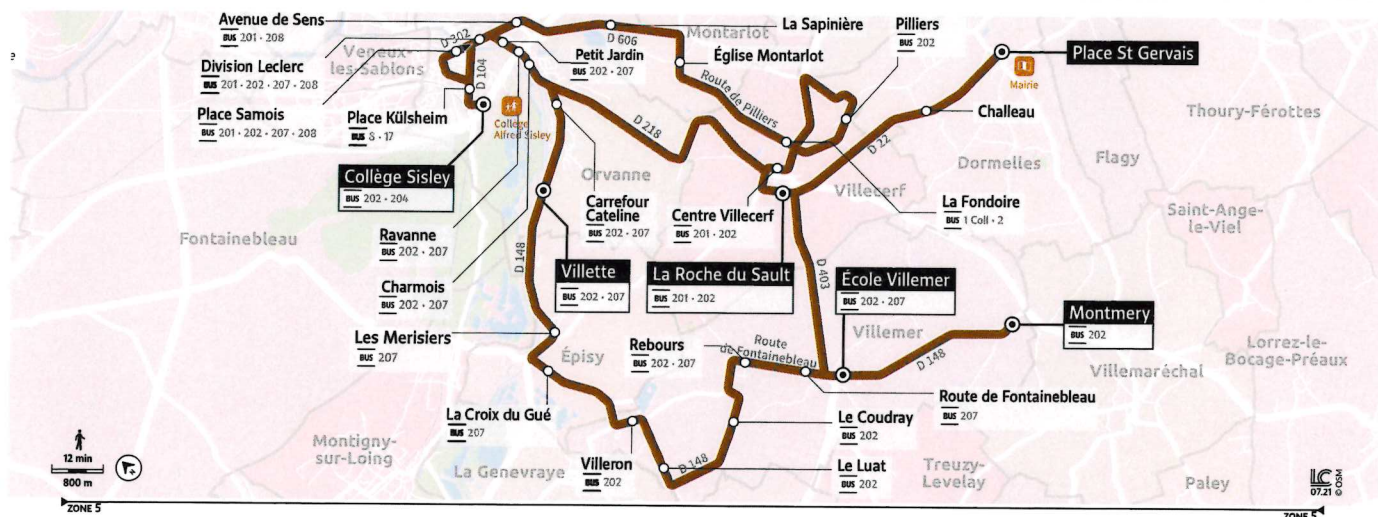 e
Avenue de Sens
BUS 201 · 208
Division Leclerc
BUS 201 · 202 · 207 · 208
Place Samois
BUS 201 · 202 · 207 · 208
Veneux-
les-Sablons
D 302
D 104
Place Külsheim
BUS S · 17
Collège
Alfred Sisley
Collège Sisley
BUS 202 · 204
D 606
La Sapinière
Montarlot
Petit Jardin
BUS 202 · 207
Église Montarlot
Route de Pilliers
Pilliers
BUS 202
Place St Gervais
Mairie
Challeau
D 22
D 218
Thoury-Férottes
Flagy
Dormelles
Villecerf
Orvanne
Saint-Ange-
le-Viel
La Fondoire
BUS 1 Coll · 2
Fontainebleau
Ravanne
BUS 202 · 207
Charmois
BUS 202 · 207
D 148
Carrefour
Cateline
BUS 202 · 207
Centre Villecerf
BUS 201 · 202
Villette
BUS 202 · 207
La Roche du Sault
BUS 201 · 202
D 403
École Villemer
BUS 202 · 207
Montmery
BUS 202
Les Merisiers
BUS 207
Épisy
Rebours
BUS 202 · 207
Route
de Fontainebleau
Villemer
D 148
Villemaréchal
Lorrez-le-
Bocage-Préaux
Route de Fontainebleau
BUS 207
La Croix du Gué
BUS 207
Le Coudray
BUS 202
Montigny-
sur-Loing
La Genevraye
Villeron
BUS 202
D 148
Le Luat
BUS 202
Treuzy-
Levelay
Paley
12 min
800 m
LC
07.21 © OSM
ZONE 5
ZONE 5